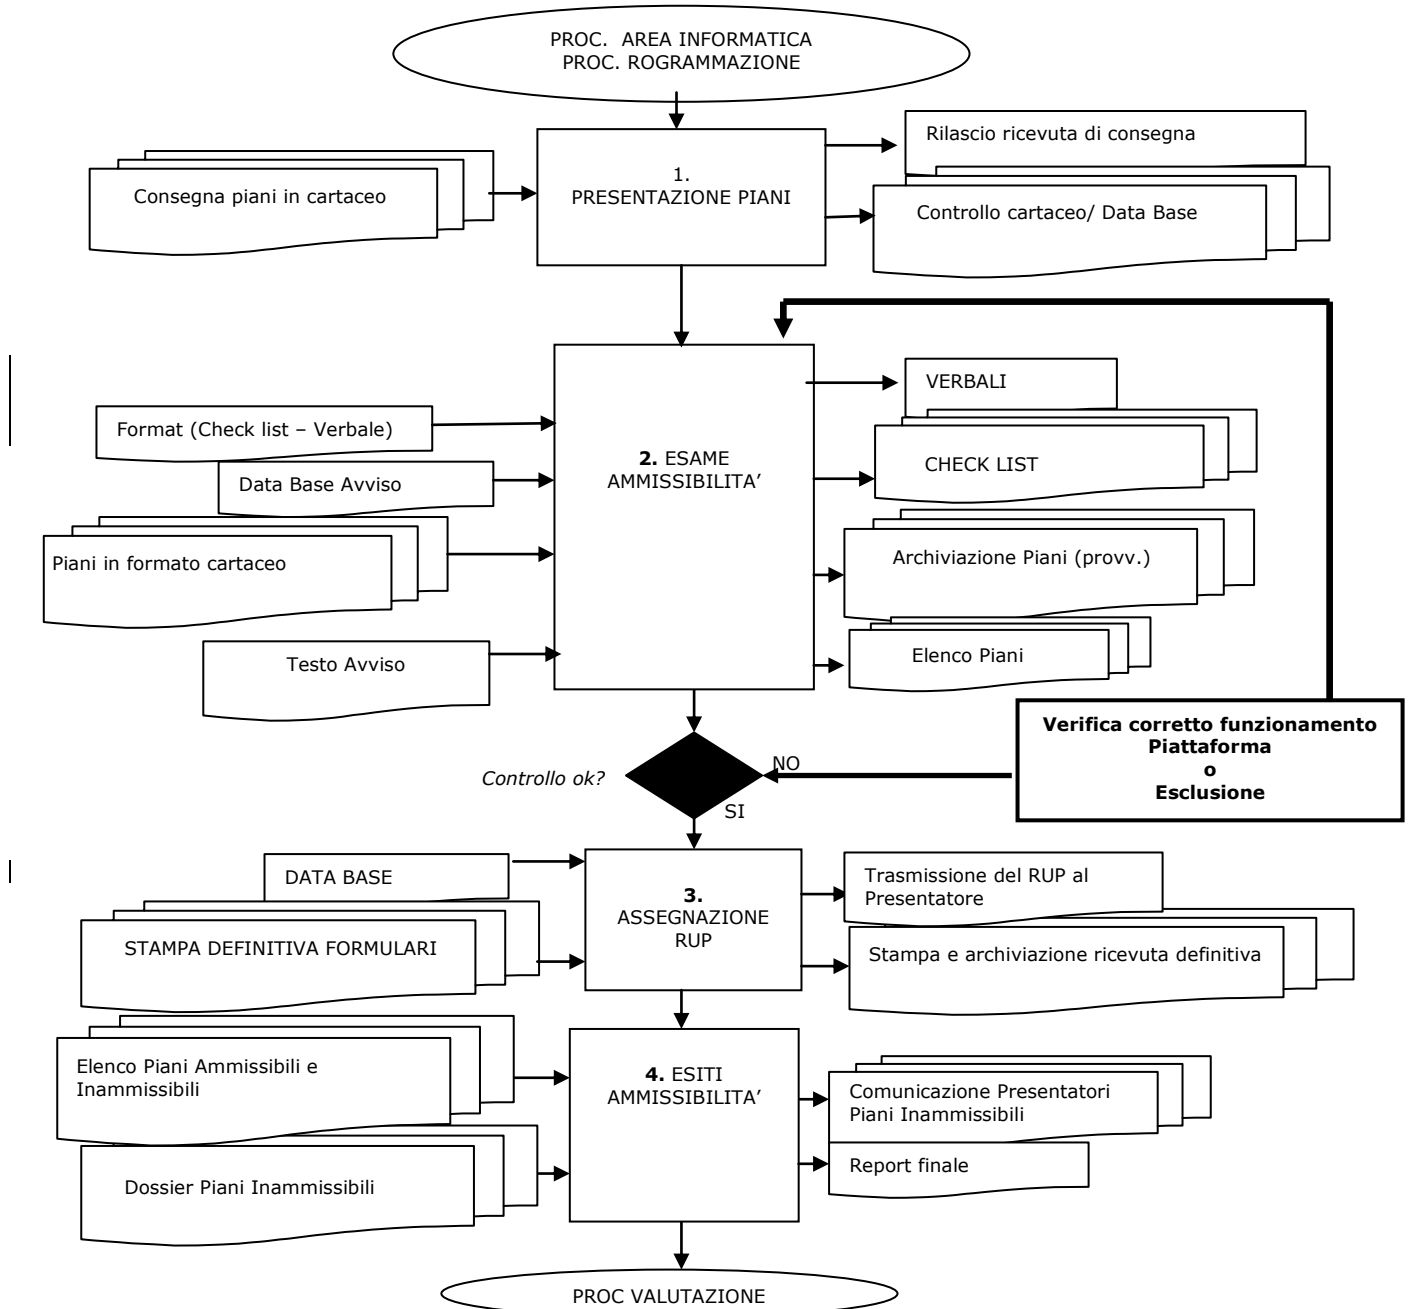 PROC.  AREA INFORMATICA
PROC. ROGRAMMAZIONE
Rilascio ricevuta di consegna
1.
PRESENTAZIONE PIANI
Consegna piani in cartaceo
Controllo cartaceo/ Data Base
VERBALI
Format (Check list – Verbale)
2. ESAME
AMMISSIBILITA’
CHECK LIST
Data Base Avviso
Piani in formato cartaceo
Archiviazione Piani (provv.)
Testo Avviso
Elenco Piani
Verifica corretto funzionamento
Piattaforma
o
Esclusione
Controllo ok?
NO
SI
DATA BASE
3.
ASSEGNAZIONE
RUP
Trasmissione del RUP al
Presentatore
STAMPA DEFINITIVA FORMULARI
Stampa e archiviazione ricevuta definitiva
Elenco Piani Ammissibili e
Inammissibili
4. ESITI
AMMISSIBILITA’
Comunicazione Presentatori
Piani Inammissibili
Report finale
Dossier Piani Inammissibili
PROC VALUTAZIONE